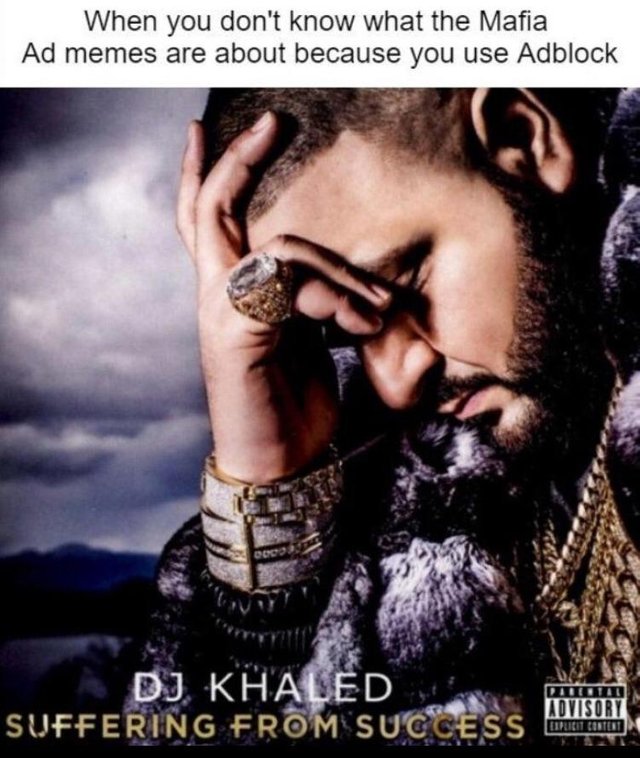 When you don't know what the Mafia
Ad memes are about because you use Adblock
DJ KHALED
SUFFERING FROM SUCCESS
PARENTAL
ADVISORY
EXPLICIT CONTENT